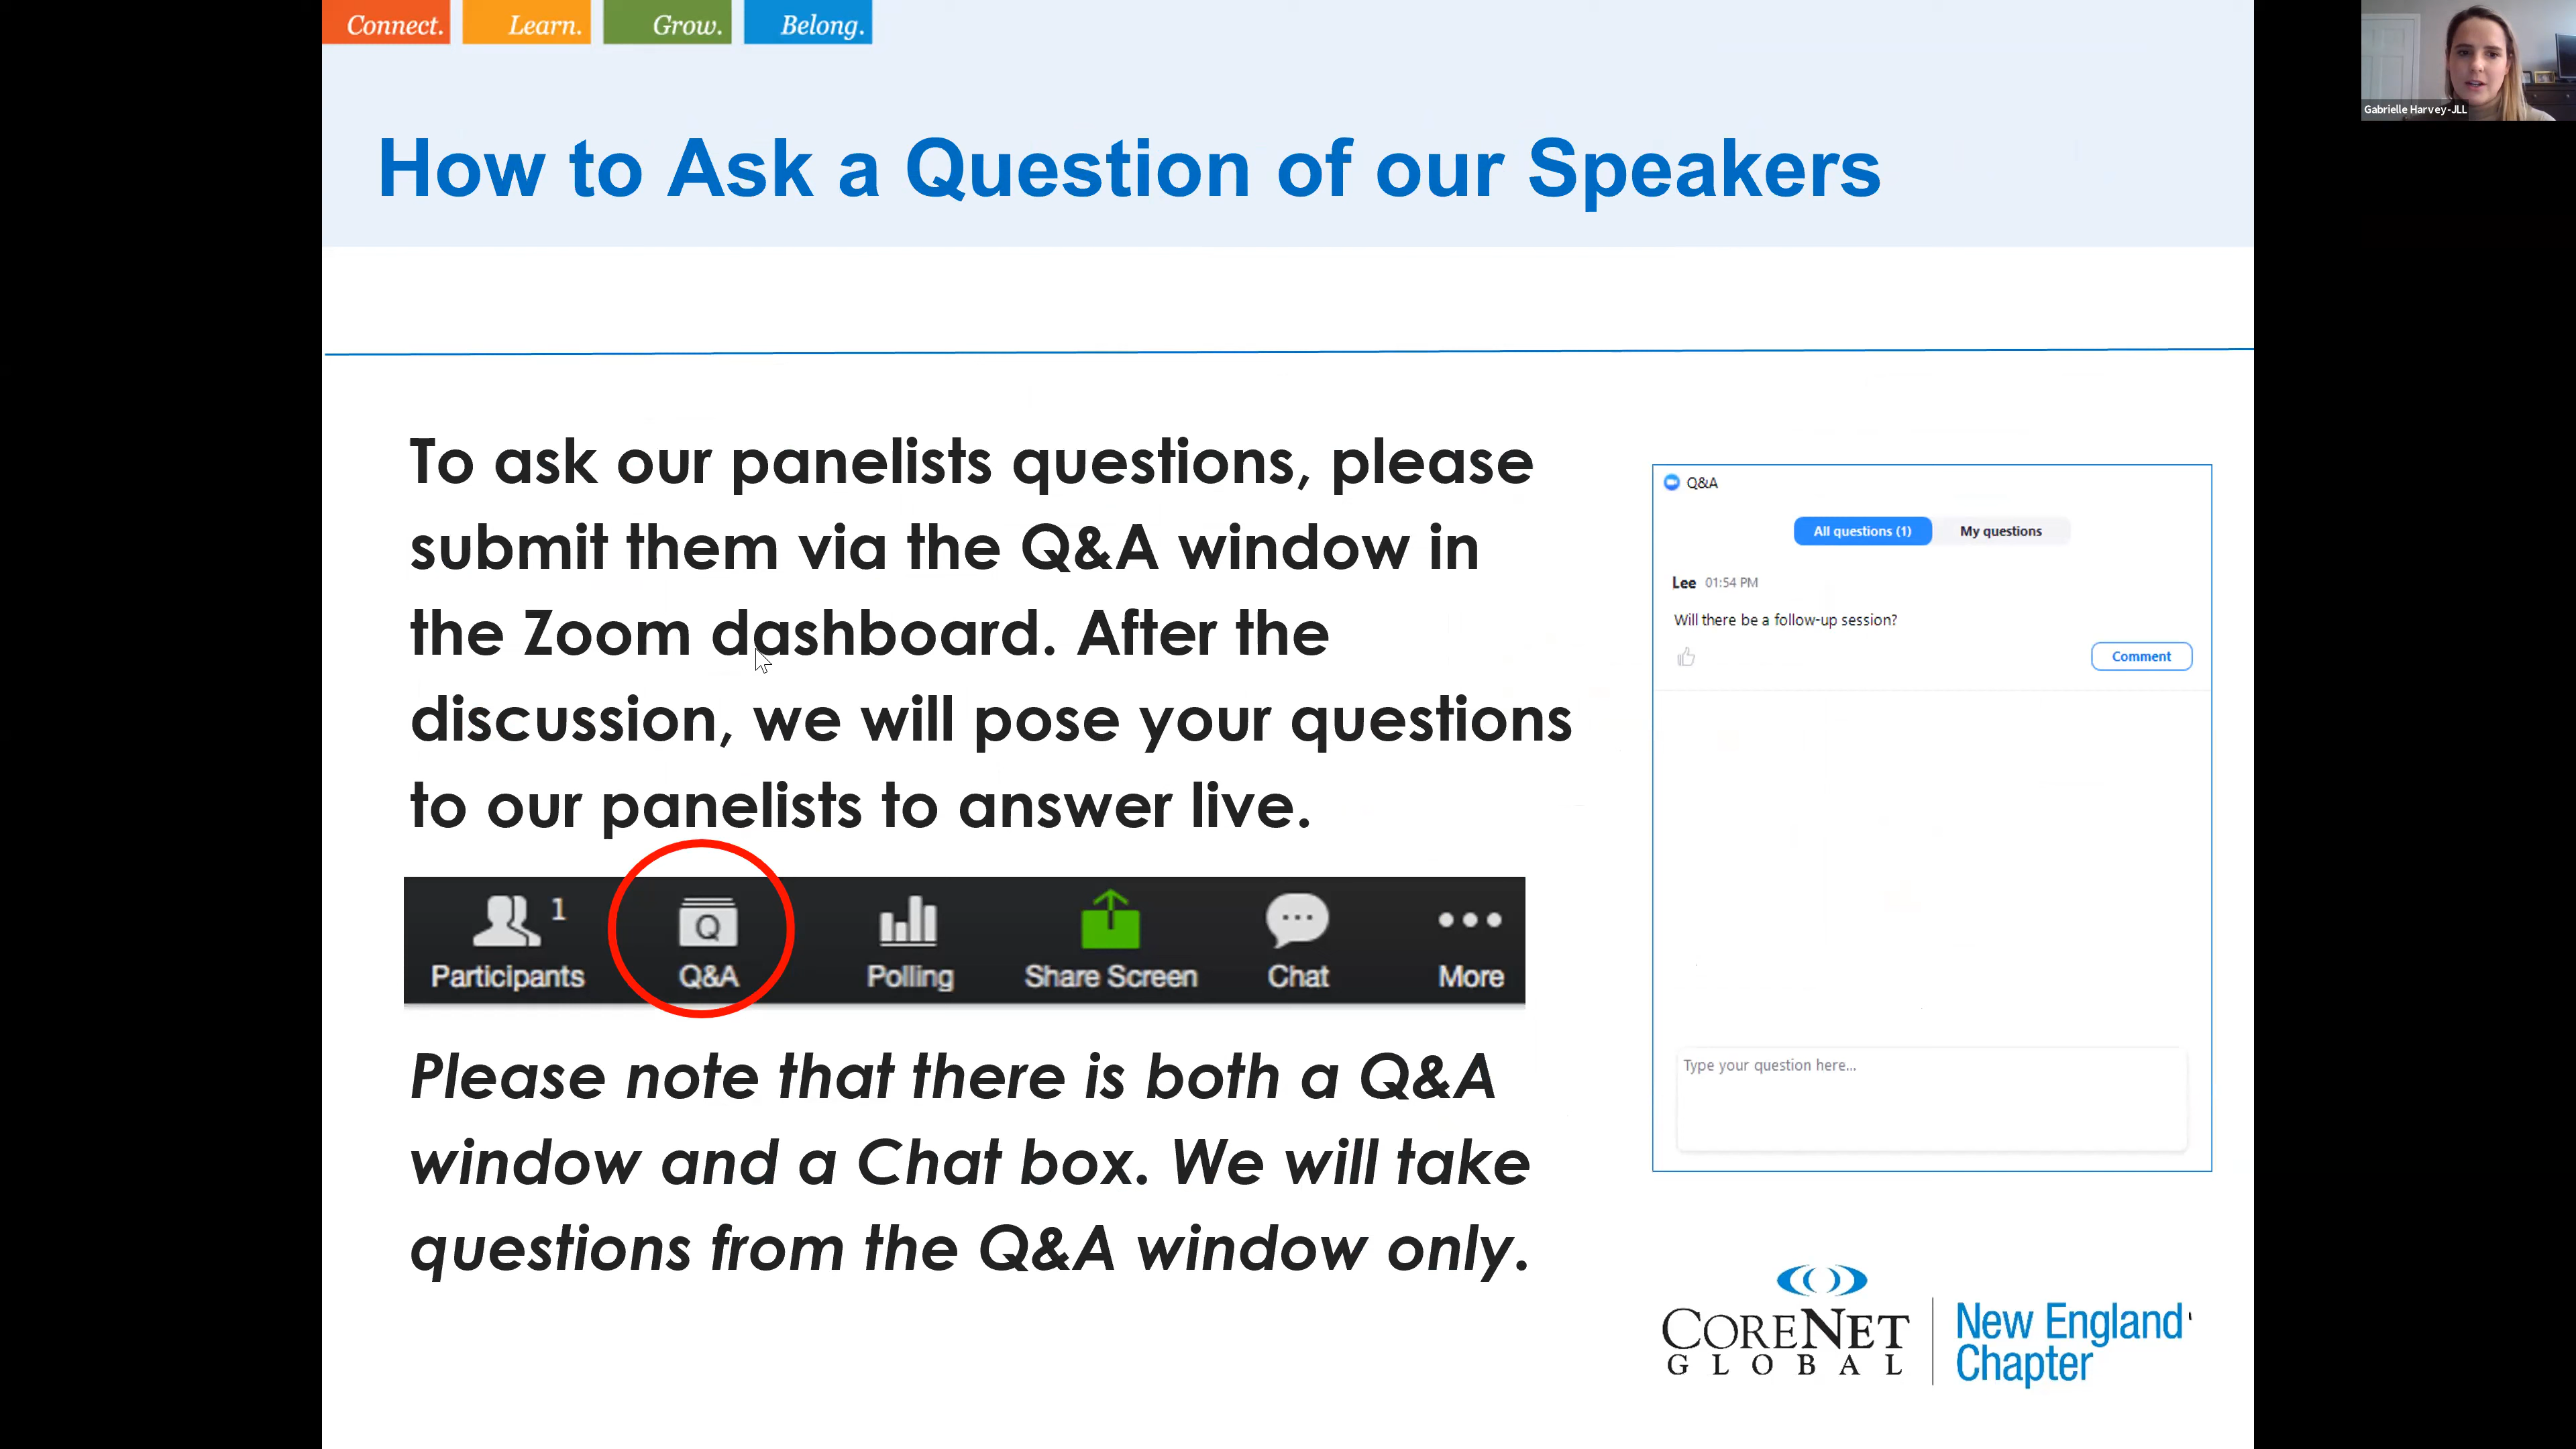 Connect. Learn. Grow. Belong.
Gabrielle Harvey-JLL
How to Ask a Question of our Speakers
To ask our panelists questions, please
submit them via the Q&A window in
the Zoom dashboard. After the
discussion, we will pose your questions
to our panelists to answer live.
1
Q
Participants Q&A Polling Share Screen Chat More
Please note that there is both a Q&A
window and a Chat box. We will take
questions from the Q&A window only.
Q&A
All questions (1) My questions
Lee 01:54 PM
Will there be a follow-up session?
Comment
Type your question here...
CORENET
GLOBAL
New England
Chapter